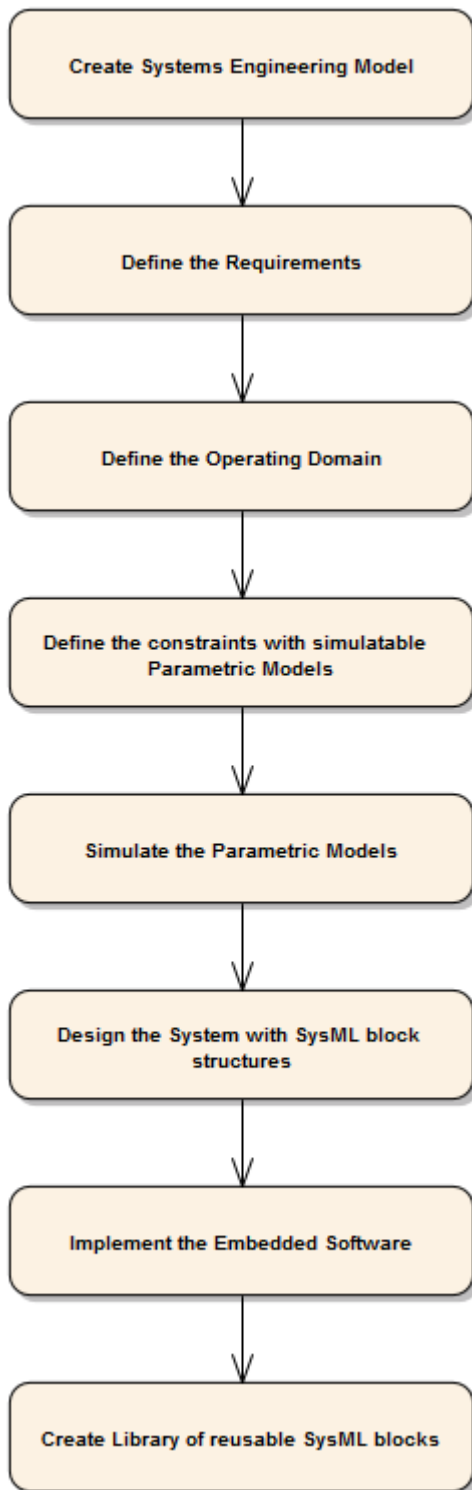 Create Systems Engineering Model
Define the Requirements
Define the Operating Domain
Define the constraints with simulatable
Parametric Models
Simulate the Parametric Models
Design the System with SysML block
structures
Implement the Embedded Software
Create Library of reusable SysML blocks